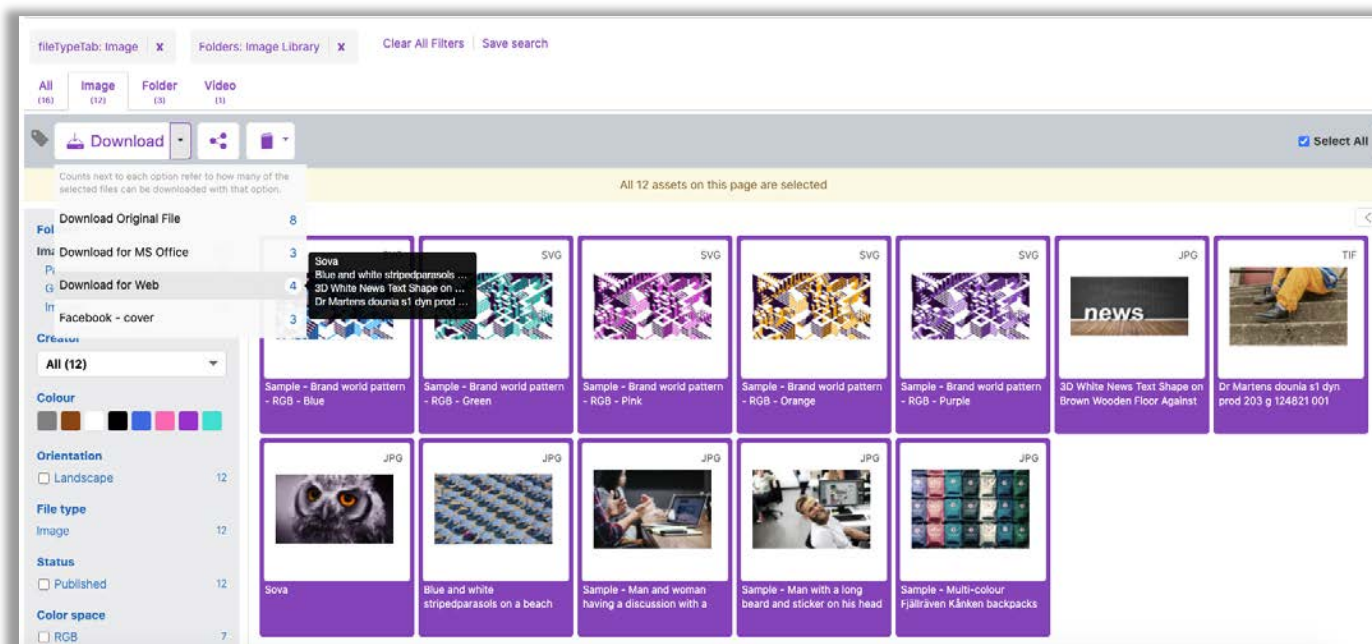 fileTypeTab: Image x Folders: Image Library x Clear All Filters Save search
All Image Folder Video
(16) (12) (3) (1)
Download Select All
Counts next to each option refer to how many of the
selected files can be downloaded with that option.
All 12 assets on this page are selected
Download Original File 8
Download for MS Office 3
Download for Web 4
Facebook - cover 3
Sova
Blue and white stripedparasols ...
3D White News Text Shape on ...
Dr Martens dounia s1 dyn prod ...
Creator
All (12)
Colour
Orientation
Landscape 12
File type
Image 12
Status
Published 12
Color space
RGB 7
SVG SVG SVG SVG JPG TIF
news
Sample - Brand world pattern
- RGB - Blue
Sample - Brand world pattern
- RGB - Green
Sample - Brand world pattern
- RGB - Pink
Sample - Brand world pattern
- RGB - Orange
Sample - Brand world pattern
- RGB - Purple
3D White News Text Shape on
Brown Wooden Floor Against
Dr Martens dounia s1 dyn
prod 203 g 124821 001
JPG JPG JPG JPG JPG
Sova
Blue and white
stripedparasols on a beach
Sample - Man and woman
having a discussion with a
Sample - Man with a long
beard and sticker on his head
Sample - Multi-colour
Fjällräven Kånken backpacks